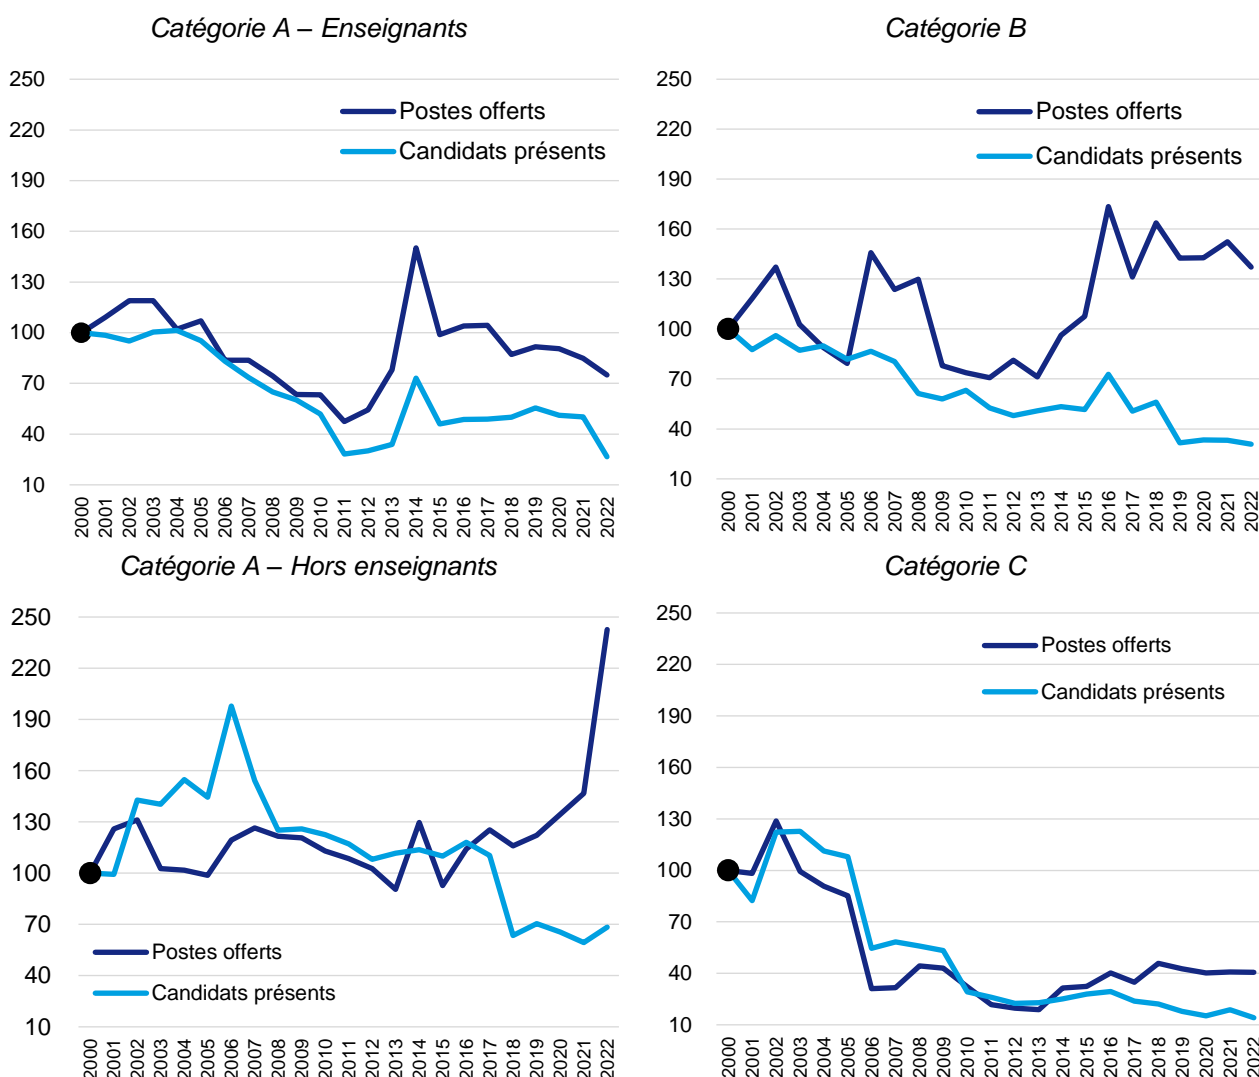 Catégorie A – Enseignants
250
220
190
160
130
100
70
40
10
Postes offerts
Candidats présents
2000 2001 2002 2003 2004 2005 2006 2007 2008 2009 2010 2011 2012 2013 2014 2015 2016 2017 2018 2019 2020 2021 2022
Catégorie B
250
220
190
160
130
100
70
40
10
Postes offerts
Candidats présents
2000 2001 2002 2003 2004 2005 2006 2007 2008 2009 2010 2011 2012 2013 2014 2015 2016 2017 2018 2019 2020 2021 2022
Catégorie A – Hors enseignants
250
220
190
160
130
100
70
40
10
Postes offerts
Candidats présents
2000 2001 2002 2003 2004 2005 2006 2007 2008 2009 2010 2011 2012 2013 2014 2015 2016 2017 2018 2019 2020 2021 2022
Catégorie C
250
220
190
160
130
100
70
40
10
Postes offerts
Candidats présents
2000 2001 2002 2003 2004 2005 2006 2007 2008 2009 2010 2011 2012 2013 2014 2015 2016 2017 2018 2019 2020 2021 2022